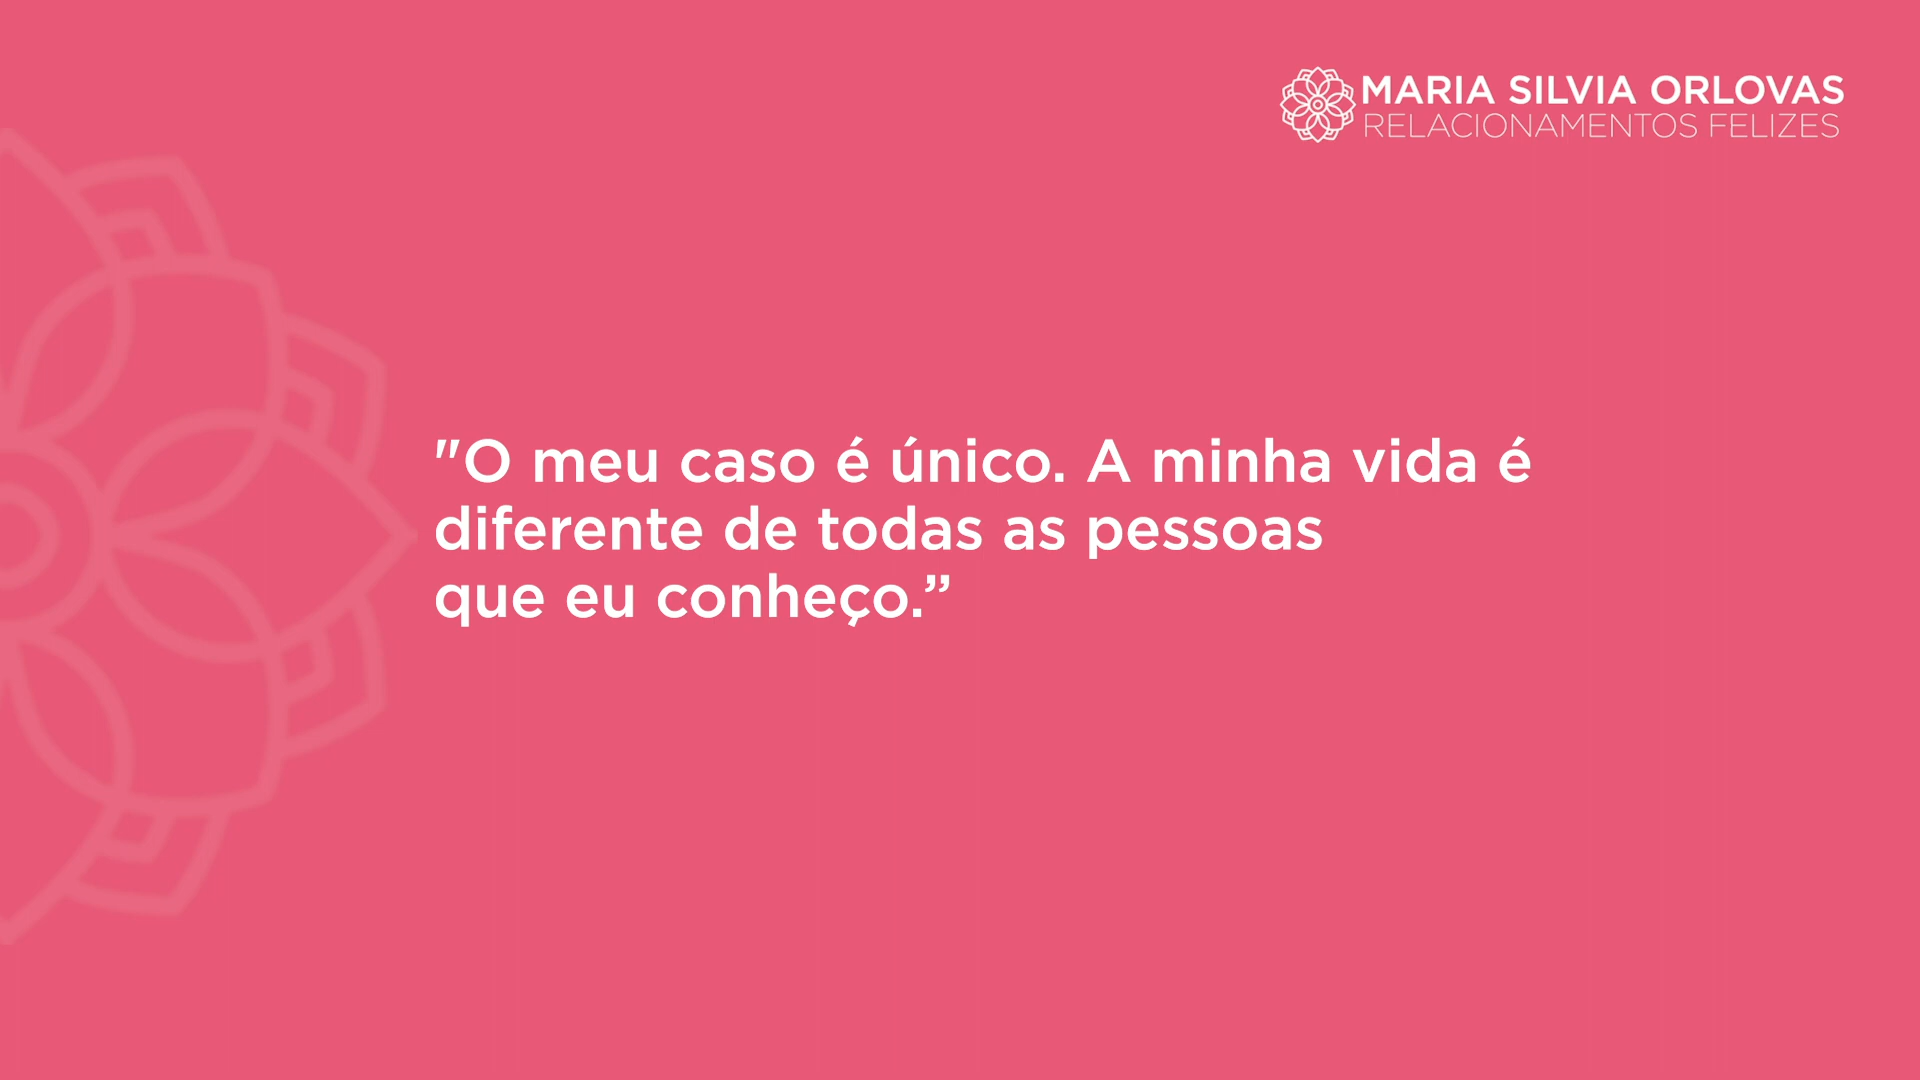 MARIA SILVIA ORLOVAS
RELACIONAMENTOS FELIZES
"O meu caso é único. A minha vida é
diferente de todas as pessoas
que eu conheço.”